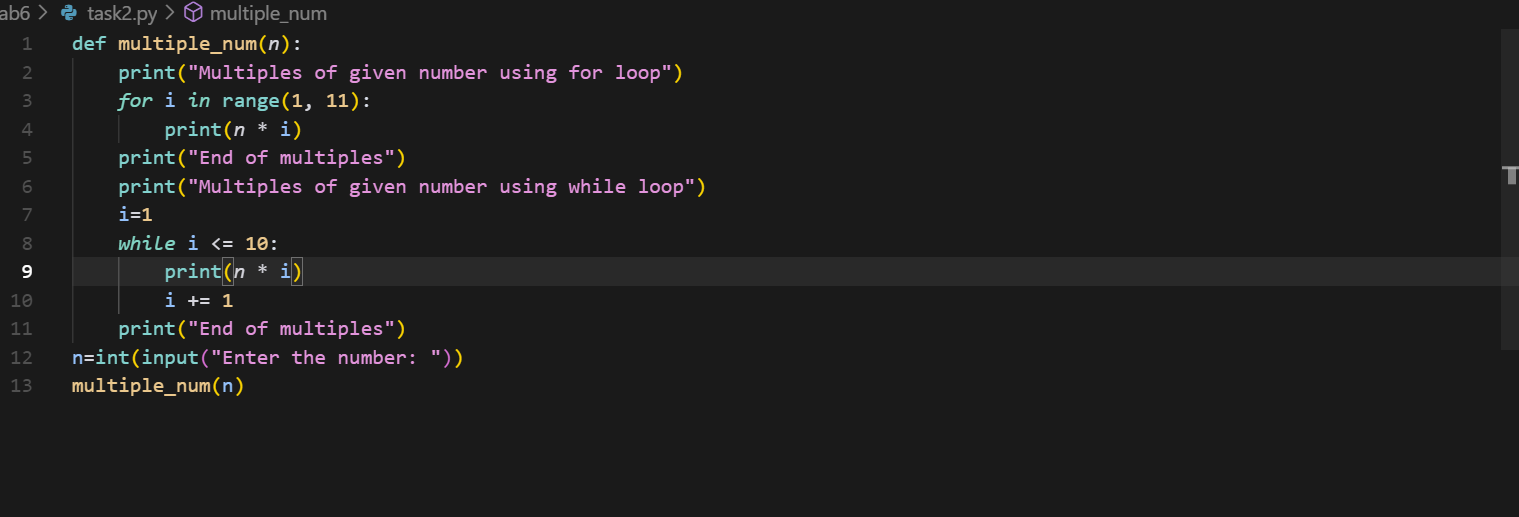 ab6 > task2.py > multiple_num
1 def multiple_num(n):
2     print("Multiples of given number using for loop")
3     for i in range(1, 11):
4         print(n * i)
5     print("End of multiples")
6     print("Multiples of given number using while loop")
7     i=1
8     while i <= 10:
9         print(n * i)
10         i += 1
11     print("End of multiples")
12 n=int(input("Enter the number: "))
13 multiple_num(n)